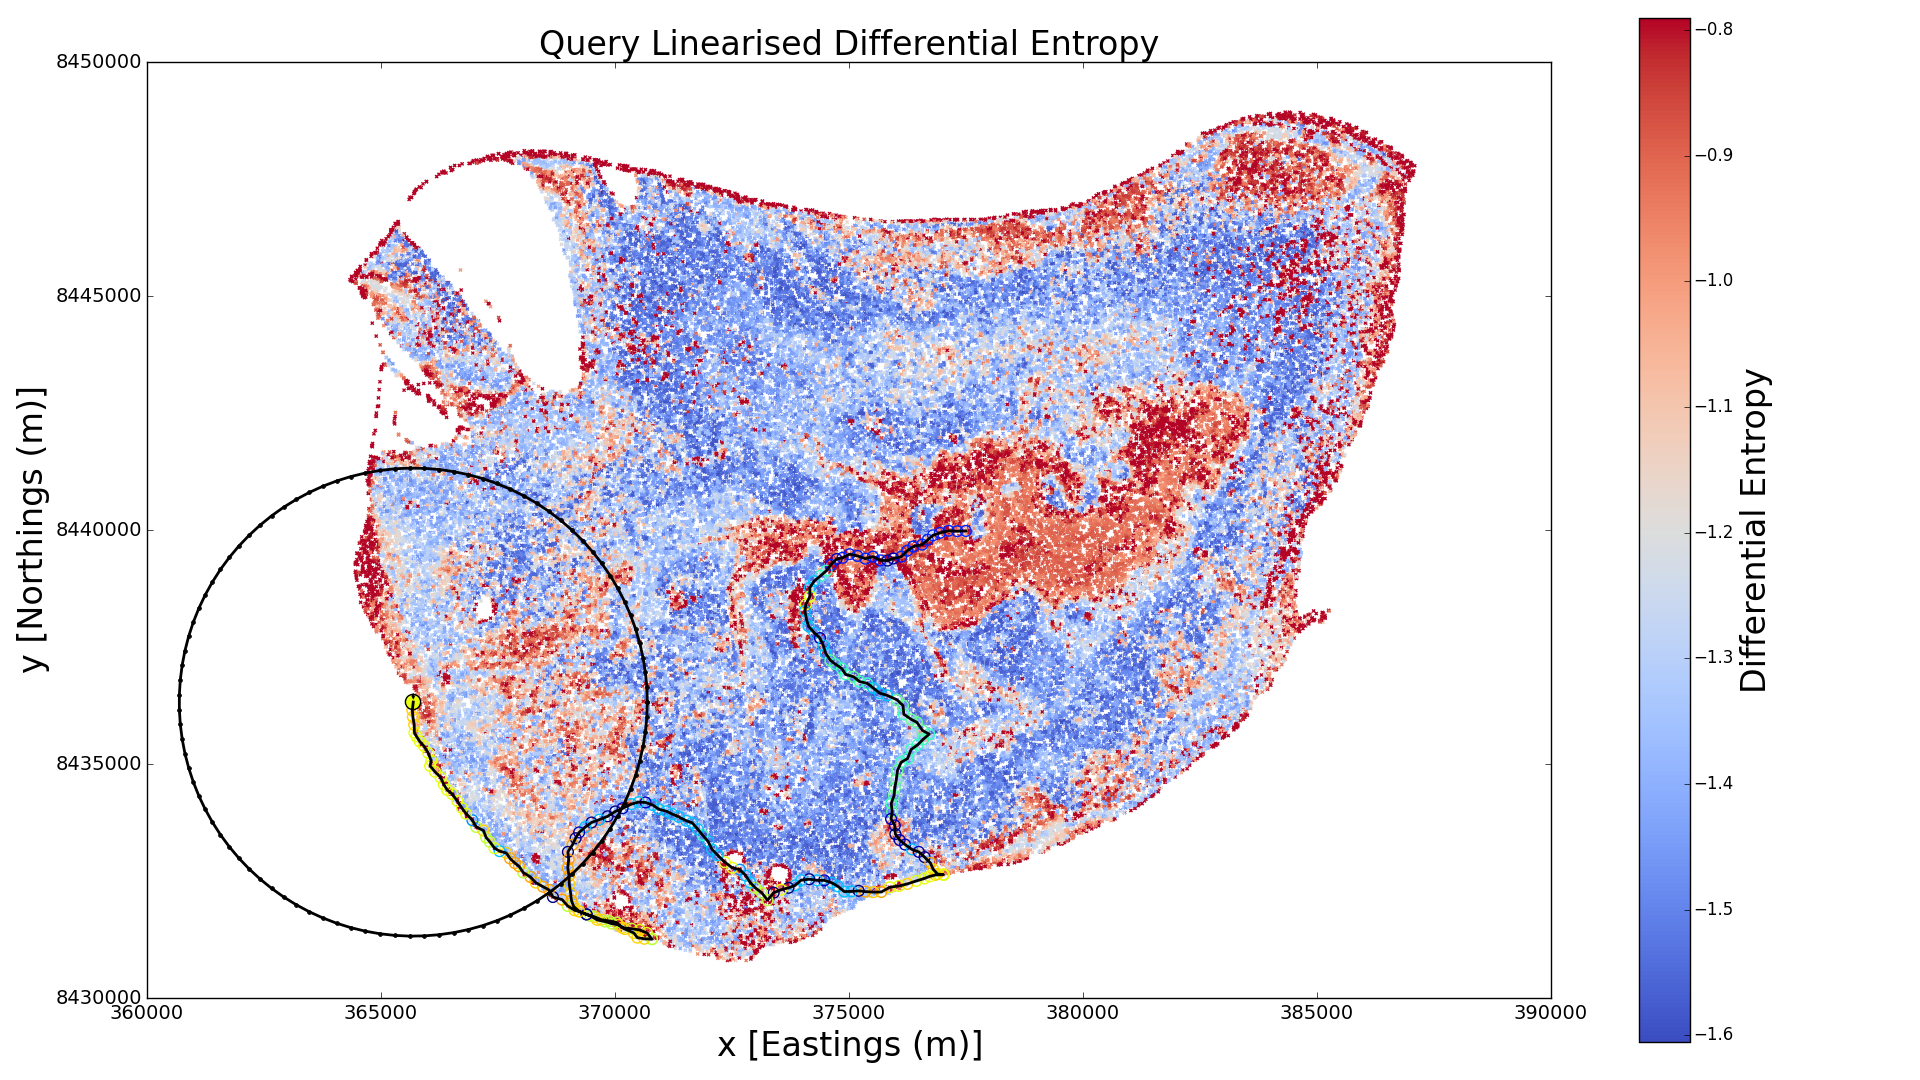 Query Linearised Differential Entropy
8450000
8445000
8440000
8435000
8430000
y [Northings (m)]
360000 365000 370000 375000 380000 385000 390000
x [Eastings (m)]
−0.8
−0.9
−1.0
−1.1
−1.2
−1.3
−1.4
−1.5
−1.6
Differential Entropy